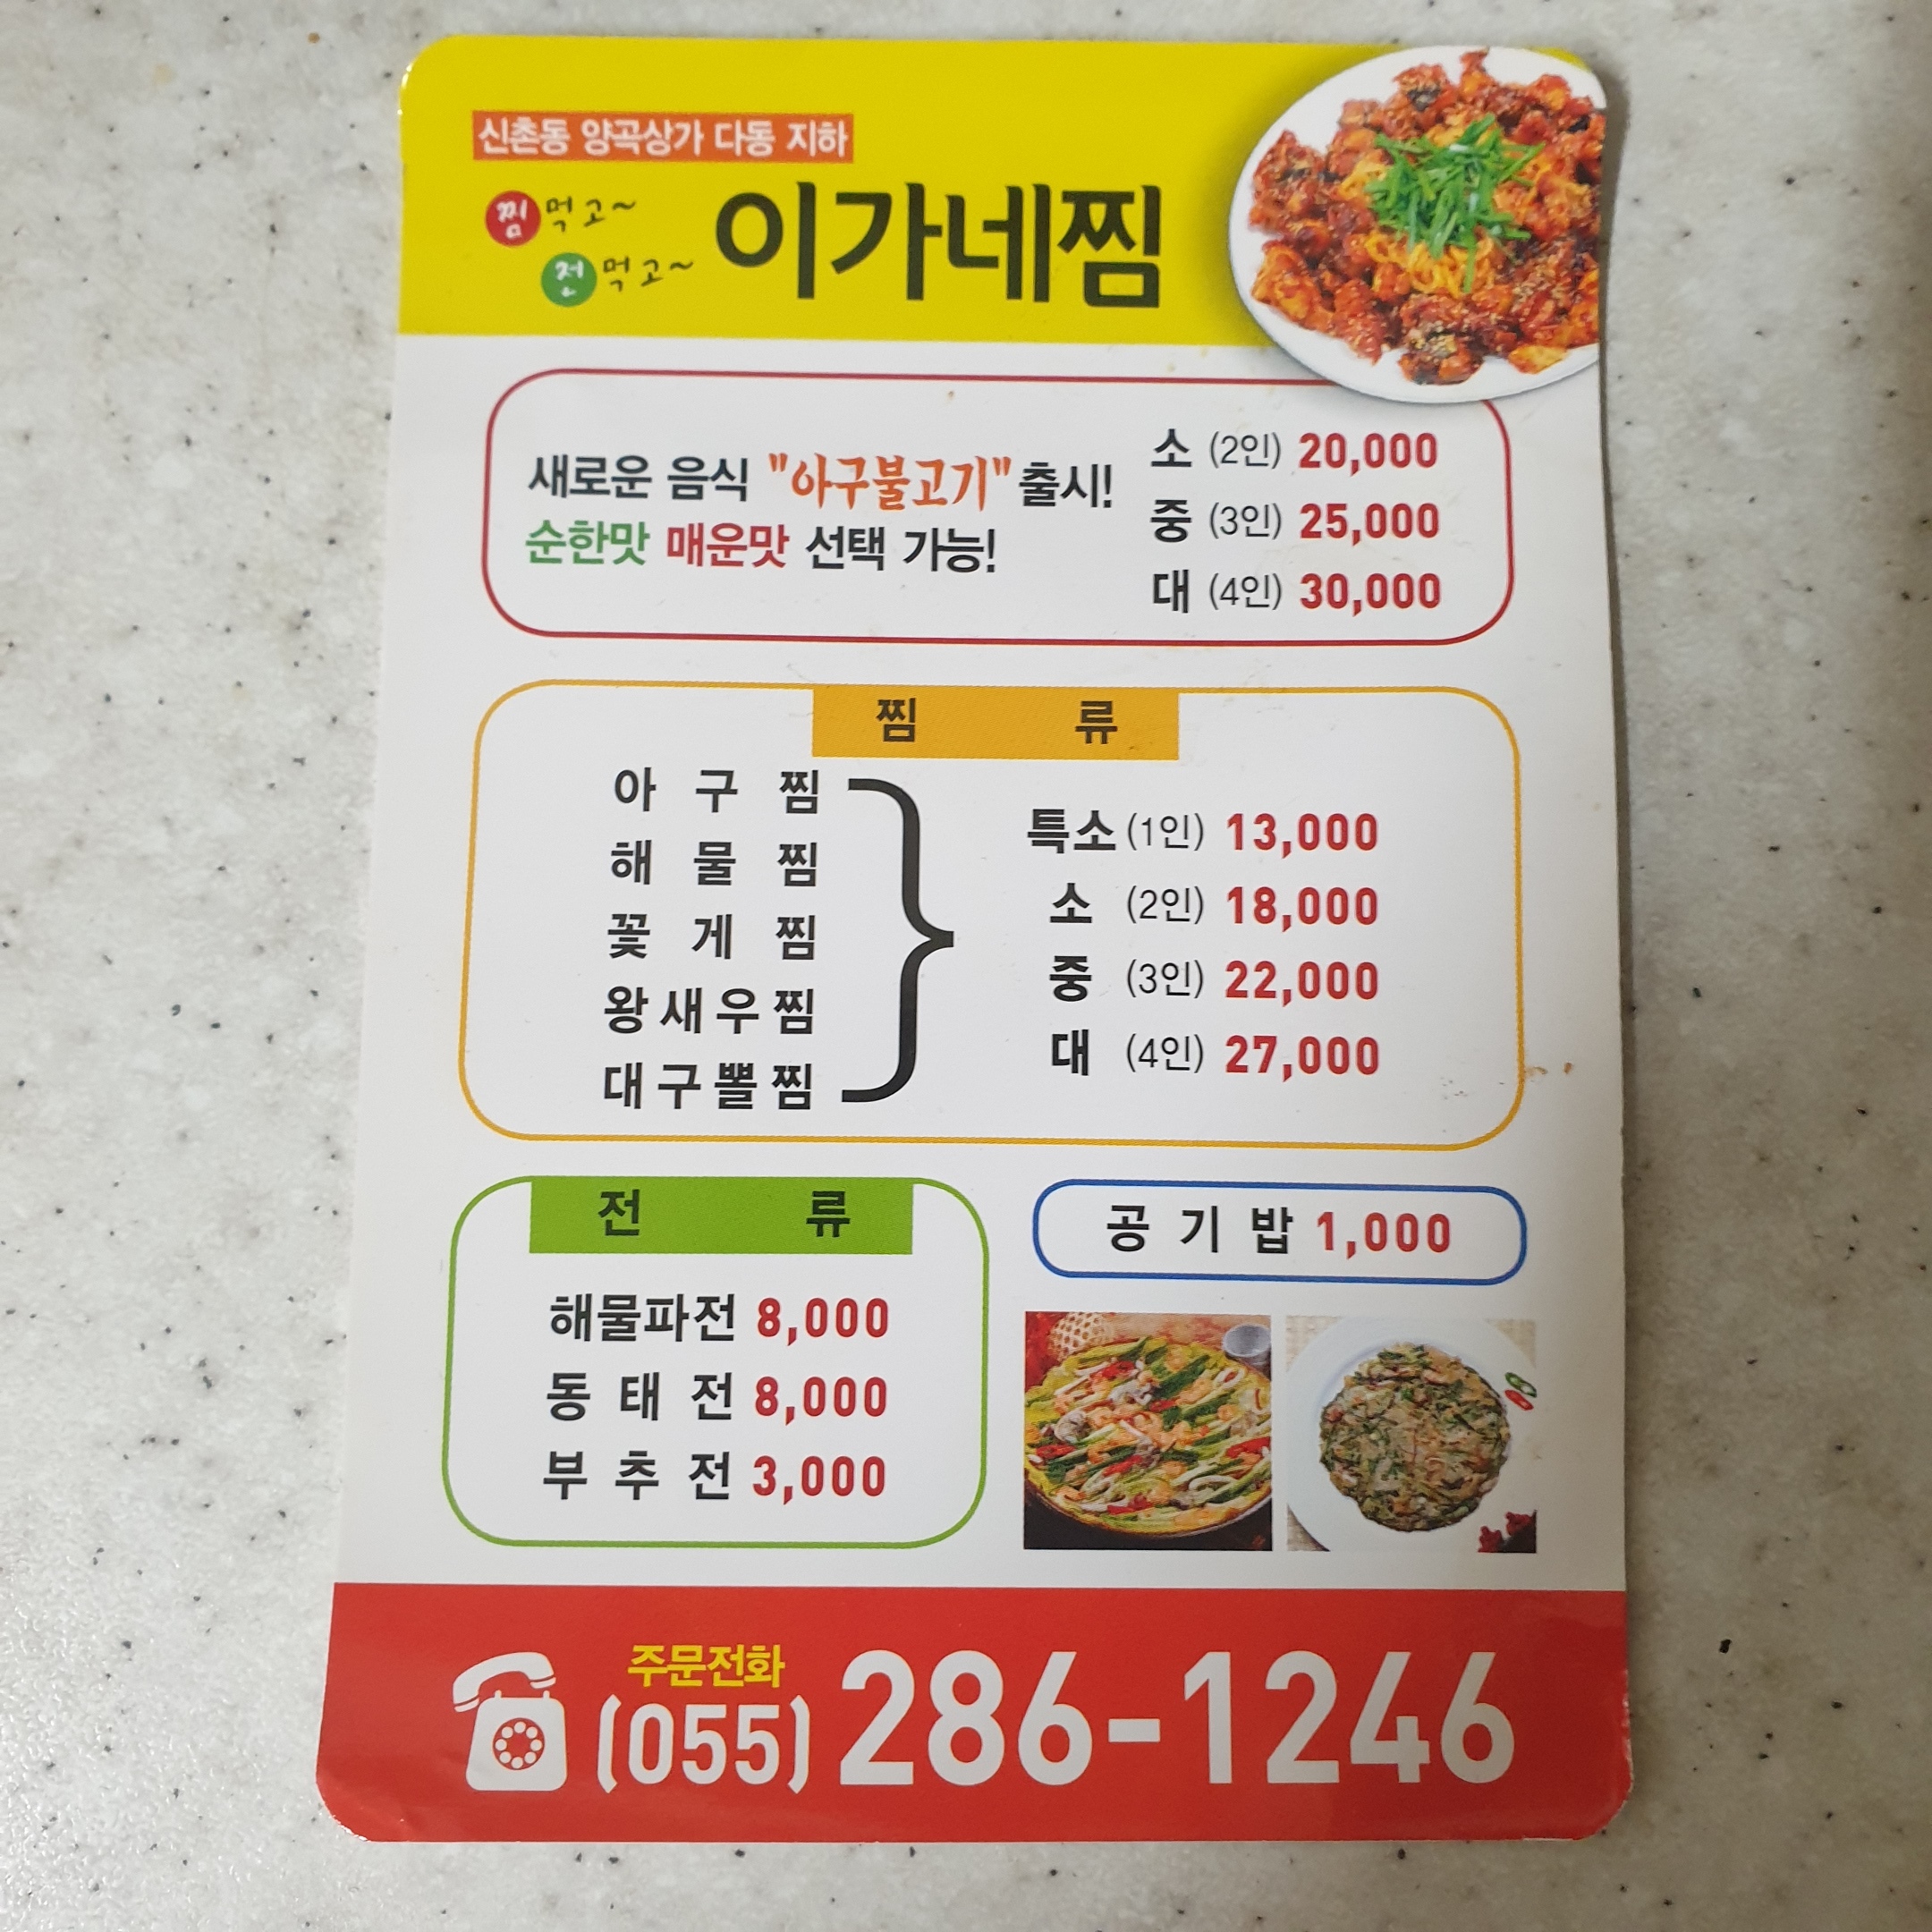 신촌동 양곡상가 다동 지하
찜먹고~
전먹고~
이가네찜
새로운 음식 "아구불고기"출시!
순한맛 매운맛 선택 가능!
소 (2인) 20,000
중 (3인) 25,000
대 (4인) 30,000
찜 류
아 구 찜
해 물 찜
꽃 게 찜
왕새우찜
대구뽈찜
특소 (1인) 13,000
소 (2인) 18,000
중 (3인) 22,000
대 (4인) 27,000
전 류
해물파전 8,000
동 태 전 8,000
부 추 전 3,000
공 기 밥 1,000
주문전화
(055) 286-1246